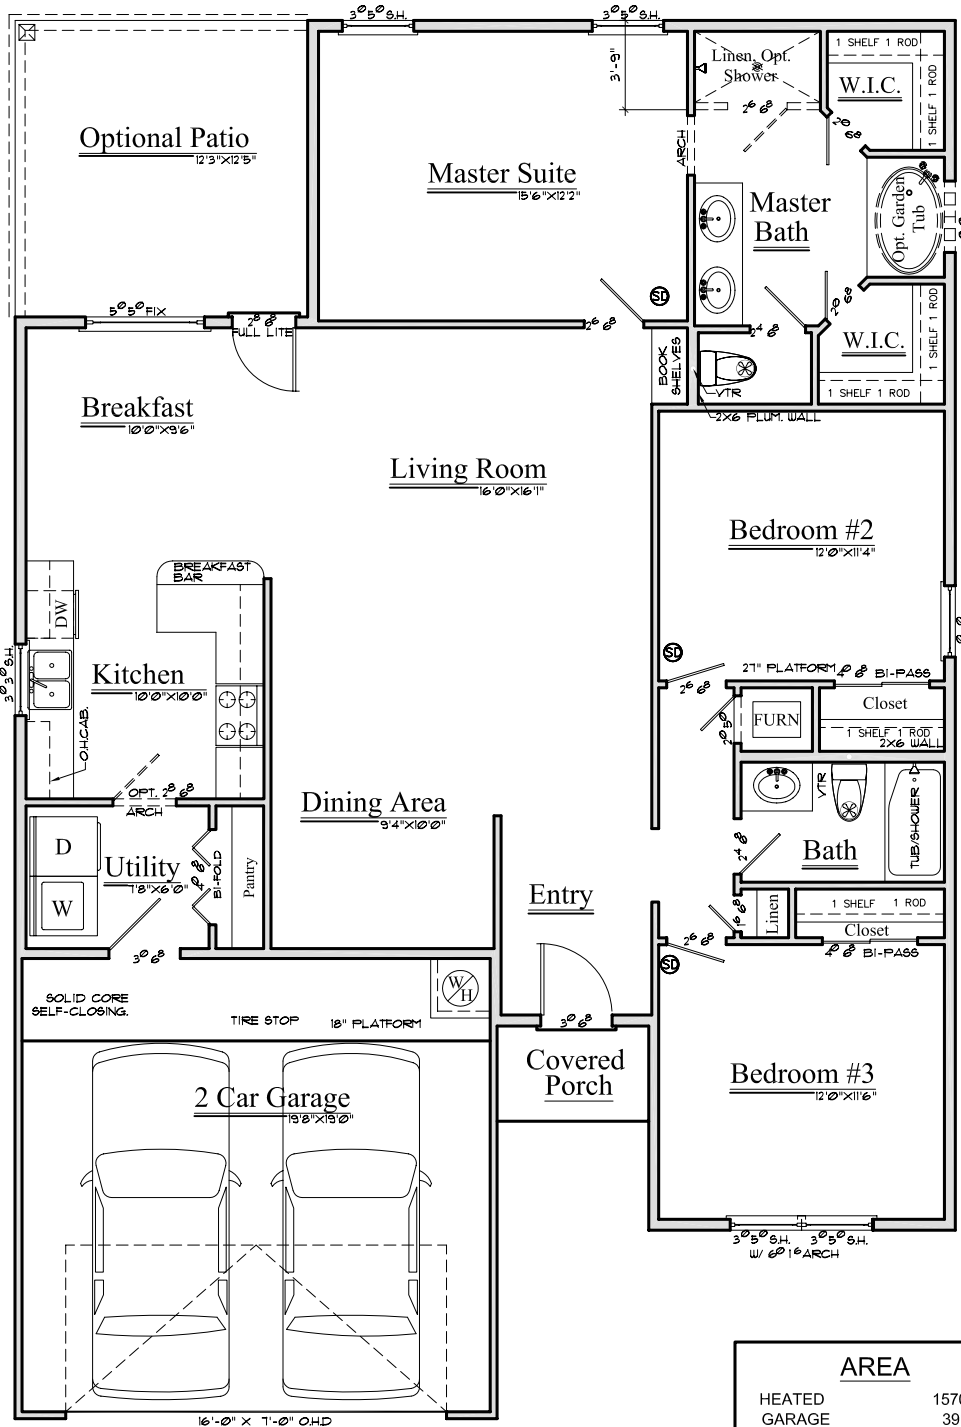 3⁰5⁰ S.H.
3⁰5⁰ S.H.
Optional Patio
12'3"X12'5"
Master Suite
15'6"X12'2"
3'-9"
Linen, Opt.
Shower
2⁶ 6⁸
ARCH
1 SHELF 1 ROD
W.I.C.
1 SHELF 1 ROD
2⁰ 6⁸
Master
Bath
Opt. Garden
Tub
2⁰ 6⁸
W.I.C.
1 SHELF 1 ROD
1 SHELF 1 ROD
SD
5⁰5⁰ FIX
2⁸ 6⁸
FULL LITE
2⁶ 6⁸
2⁴ 6⁸
BOOK
SHELVES
VTR
2X6 PLUM. WALL
Breakfast
10'0"X9'6"
Living Room
16'0"X16'1"
Bedroom #2
12'0"X11'4"
BREAKFAST
BAR
DW
3⁰3⁰ S.H.
Kitchen
10'0"X10'0"
O.H.CAB.
SD
2⁶ 6⁸
27" PLATFORM
4⁰ 6⁸ BI-PASS
2⁰5⁰
FURN
Closet
1 SHELF 1 ROD
2X6 WALL
OPT. 2⁸ 6⁸
ARCH
Dining Area
9'4"X10'0"
VTR
TUB/SHOWER
Bath
2⁴ 6⁸
D
W
Utility
7'8"X6'0"
4⁰ 6⁸
BI-FOLD
Pantry
Entry
1⁶ 6⁸
Linen
1 SHELF 1 ROD
Closet
4⁰ 6⁸ BI-PASS
2⁶ 6⁸
SD
3⁰6⁸
SOLID CORE
SELF-CLOSING.
TIRE STOP
18" PLATFORM
W/H
3⁰6⁸
Covered
Porch
Bedroom #3
12'0"X11'6"
2 Car Garage
19'8"X19'0"
3⁰5⁰ S.H.
3⁰5⁰ S.H.
W/ 6⁰1⁶ ARCH
16'-0" X 7'-0" O.H.D
AREA
HEATED 157
GARAGE 39